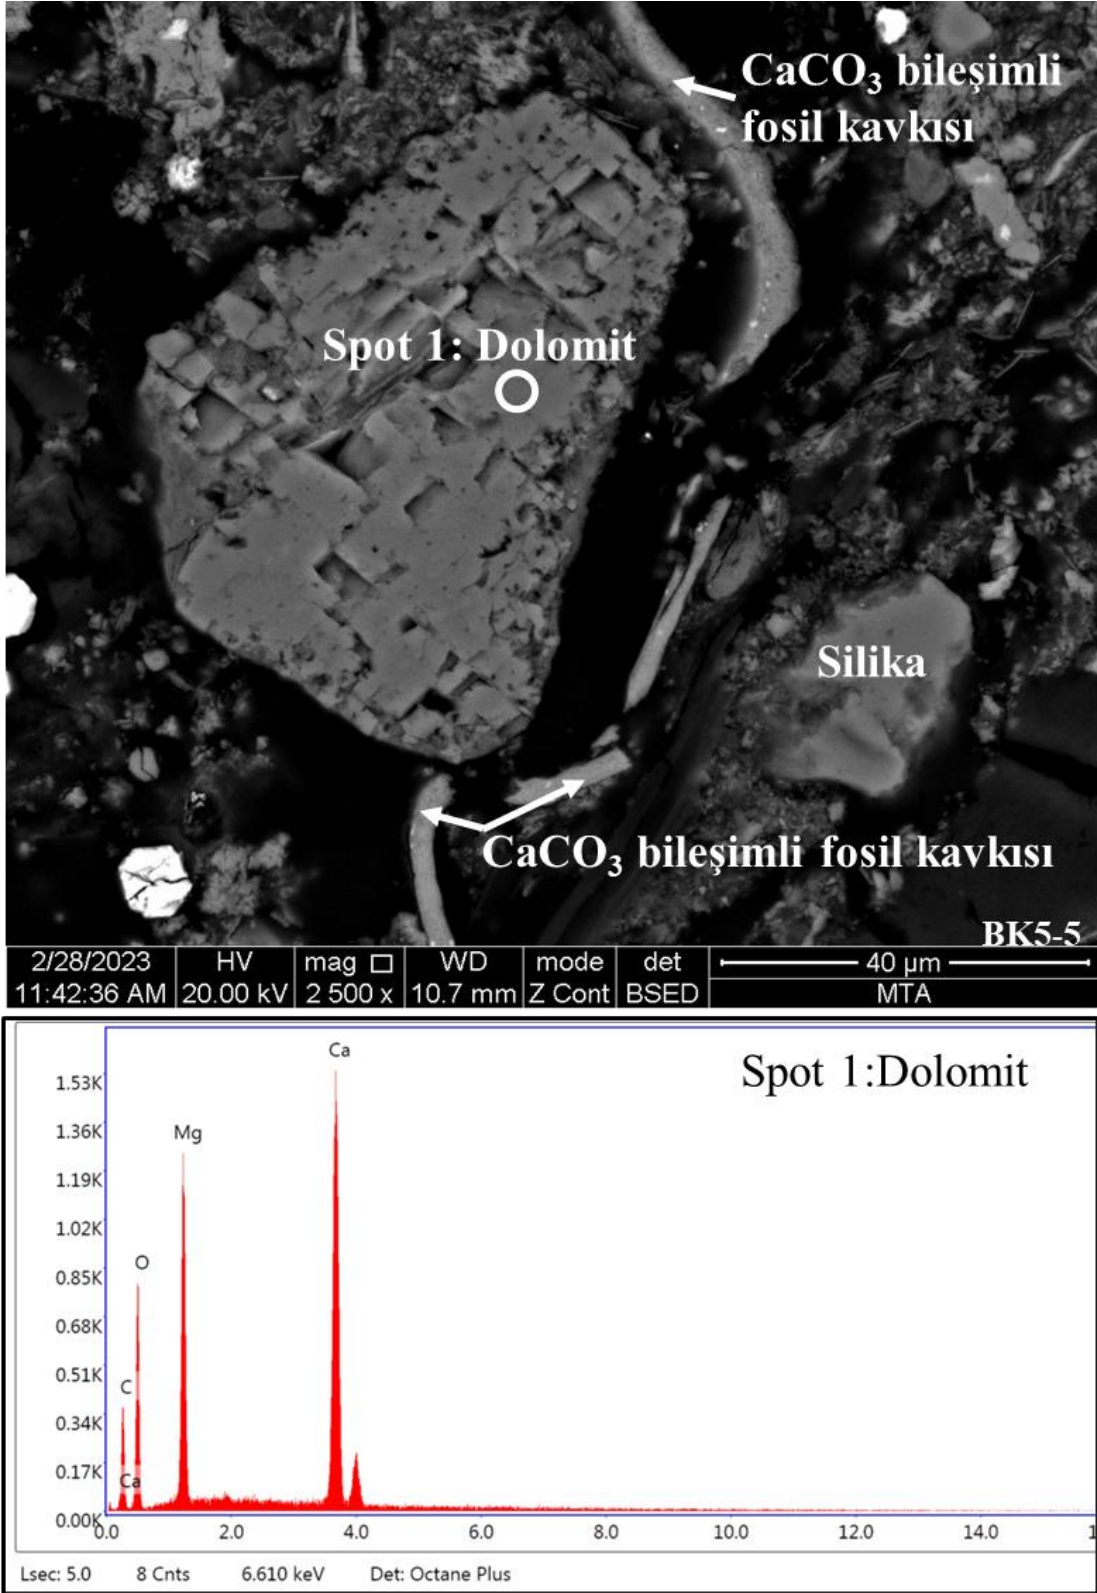 CaCO₃ bileşimli
fosil kavkısı
Spot 1: Dolomit
Silika
CaCO₃ bileşimli fosil kavkısı
BK5-5
2/28/2023 HV mag □ WD mode det 40 µm
11:42:36 AM 20.00 kV 2 500 x 10.7 mm Z Cont BSED MTA
Spot 1:Dolomit
Ca
1.53K
1.36K
Mg
1.19K
1.02K
O
0.85K
0.68K
0.51K
C
0.34K
0.17K
Ca
0.00K
0.0 2.0 4.0 6.0 8.0 10.0 12.0 14.0 1
Lsec: 5.0 8 Cnts 6.610 keV Det: Octane Plus